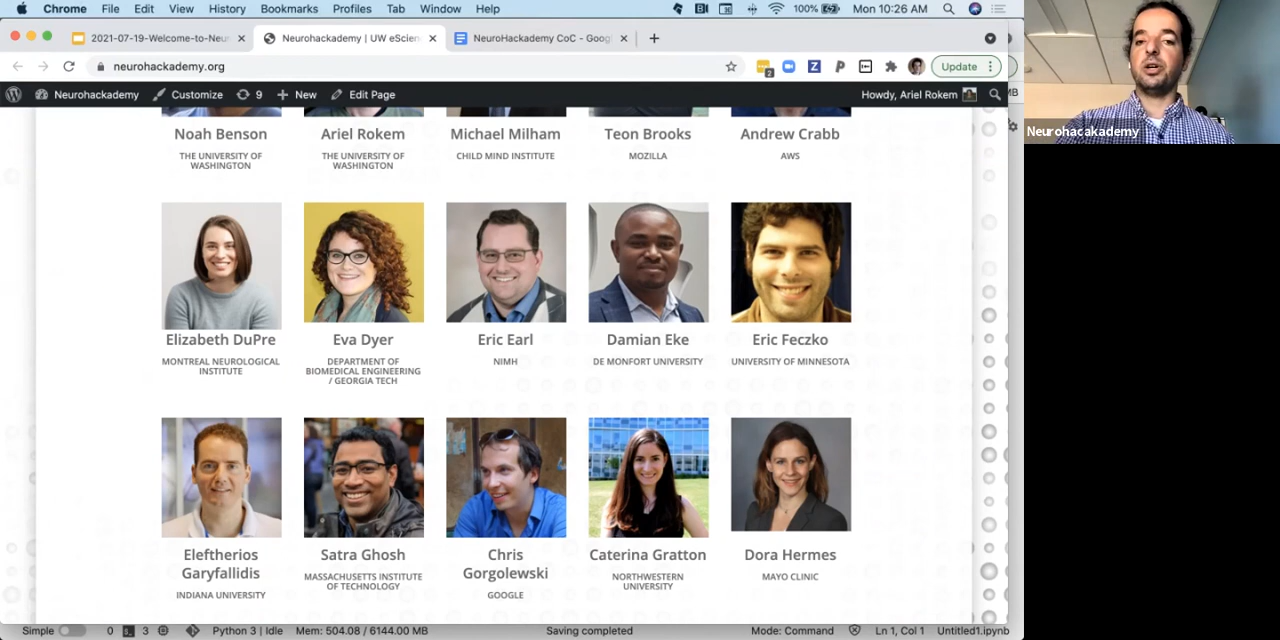 Chrome File Edit View History Bookmarks Profiles Tab Window Help 100% Mon 10:26 AM
2021-07-19-Welcome-to-Neu Neurohackademy | UW eScien NeuroHackademy CoC - Goog
neurohackademy.org 2 Update
Neurohackademy Customize 9 New Edit Page Howdy, Ariel Rokem
MB
Neurohacakademy
Noah Benson Ariel Rokem Michael Milham Teon Brooks Andrew Crabb
THE UNIVERSITY OF THE UNIVERSITY OF CHILD MIND INSTITUTE MOZILLA AWS
WASHINGTON WASHINGTON
Elizabeth DuPre Eva Dyer Eric Earl Damian Eke Eric Feczko
MONTREAL NEUROLOGICAL DEPARTMENT OF NIMH DE MONFORT UNIVERSITY UNIVERSITY OF MINNESOTA
INSTITUTE BIOMEDICAL ENGINEERING
/ GEORGIA TECH
Eleftherios Satra Ghosh Chris Caterina Gratton Dora Hermes
Garyfallidis MASSACHUSETTS INSTITUTE Gorgolewski NORTHWESTERN MAYO CLINIC
INDIANA UNIVERSITY OF TECHNOLOGY GOOGLE UNIVERSITY
Simple 0 3 Python 3 | Idle Mem: 504.08 / 6144.00 MB Saving completed Mode: Command Ln 1, Col 1 Untitled1.ipynb